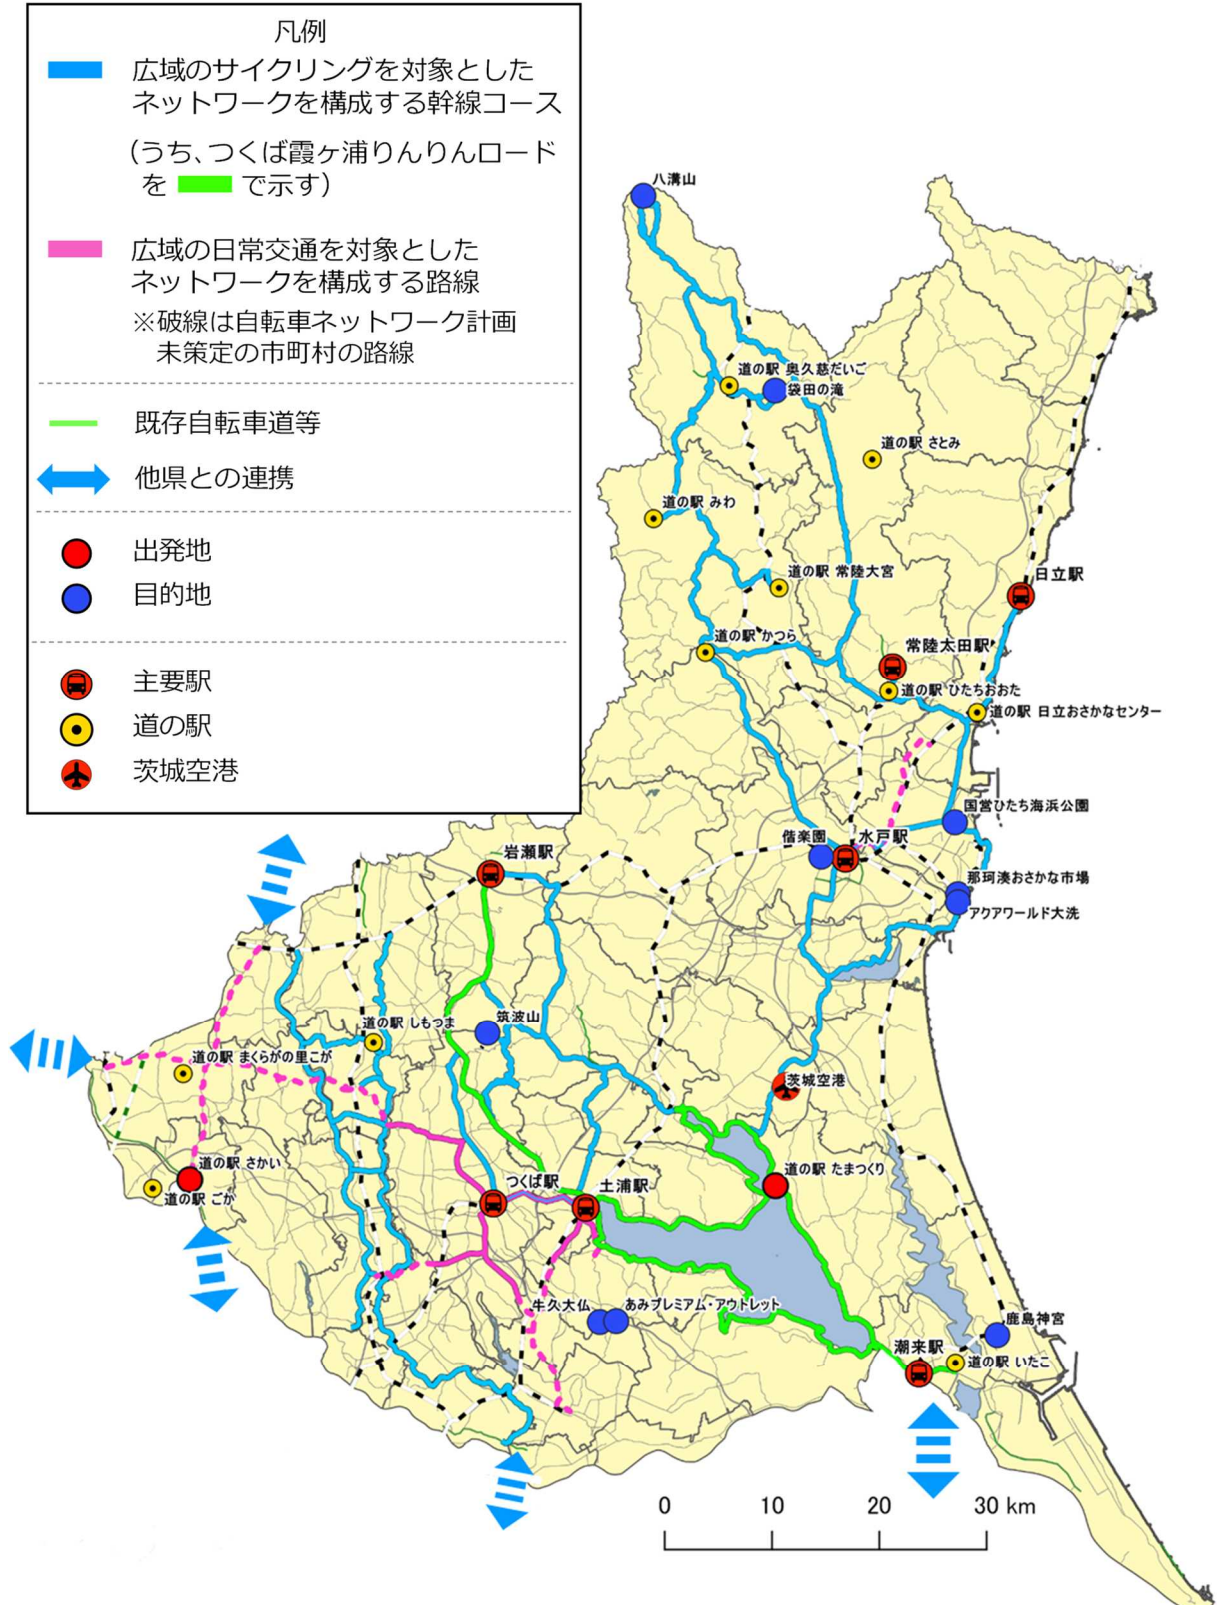 凡例
広域のサイクリングを対象とした
ネットワークを構成する幹線コース
(うち、つくば霞ヶ浦りんりんロード
を で示す)
広域の日常交通を対象とした
ネットワークを構成する路線
※破線は自転車ネットワーク計画
未策定の市町村の路線
既存自転車道等
他県との連携
出発地
目的地
主要駅
道の駅
茨城空港
八溝山
道の駅 奥久慈だいご
袋田の滝
道の駅 さとみ
道の駅 みわ
道の駅 常陸大宮
日立駅
道の駅 かつら
常陸太田駅
道の駅 ひたちおおた
道の駅 日立おさかなセンター
国営ひたち海浜公園
偕楽園
水戸駅
岩瀬駅
那珂湊おさかな市場
アクアワールド大洗
筑波山
道の駅 しもつま
道の駅 まくらがの里こが
茨城空港
道の駅 さかい
道の駅 ごか
つくば駅
土浦駅
道の駅 たまつくり
牛久大仏
あみプレミアム・アウトレット
鹿島神宮
潮来駅
道の駅 いたこ
0 10 20 30 km